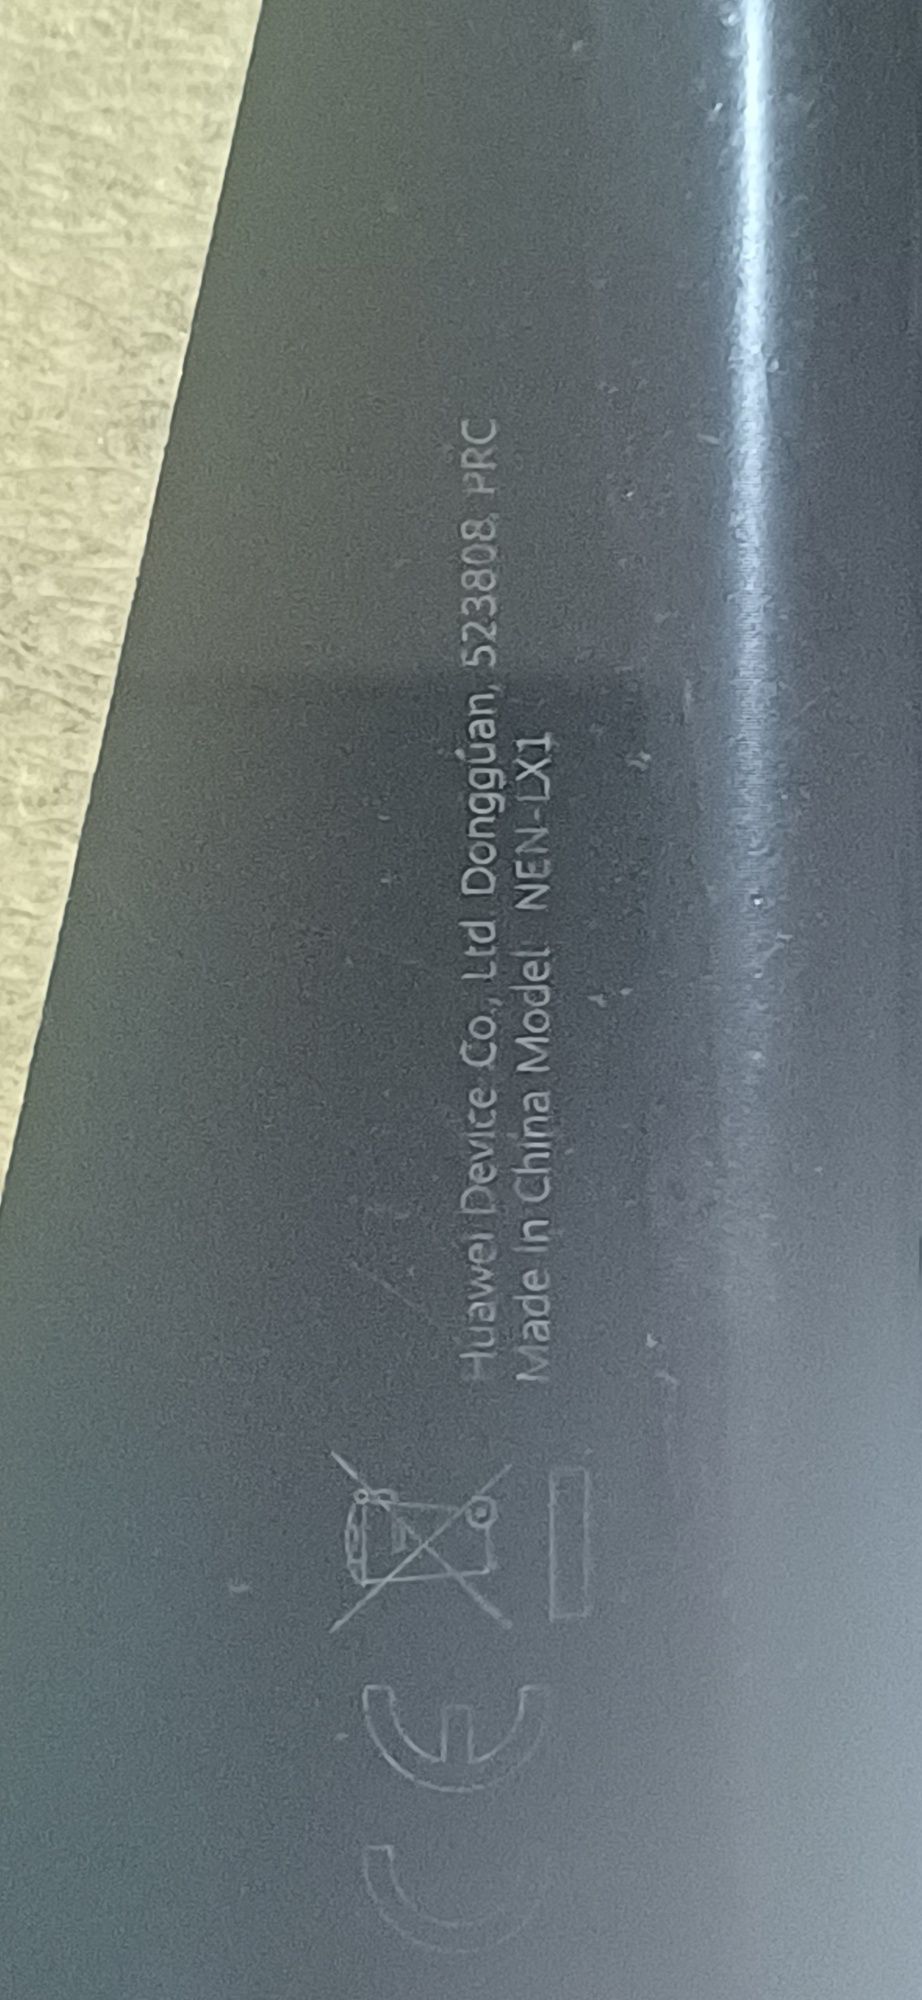 Huawei Device Co., Ltd. Dongguan, 523808, PRC
Made in China Model: NEN-LX1
CE